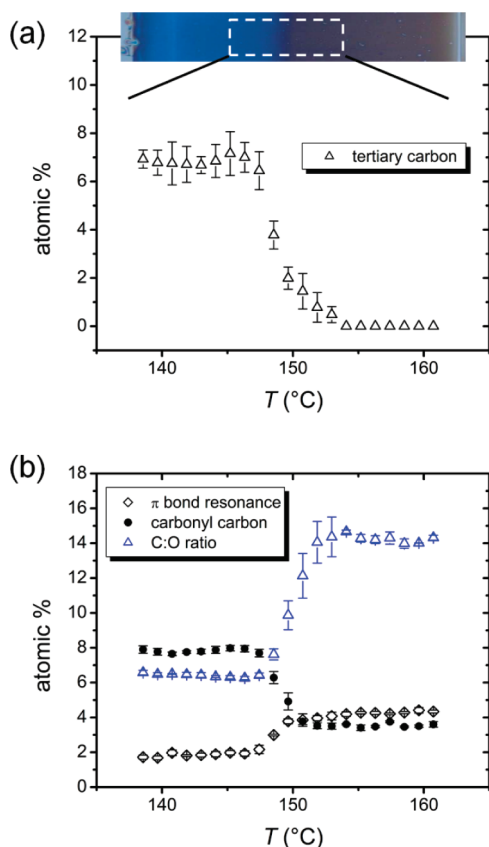 (a)
12
10
8
6
4
2
0
atomic %
tertiary carbon
140
150
160
T (°C)
(b)
18
16
14
12
10
8
6
4
2
0
atomic %
π bond resonance
carbonyl carbon
C:O ratio
140
150
160
T (°C)